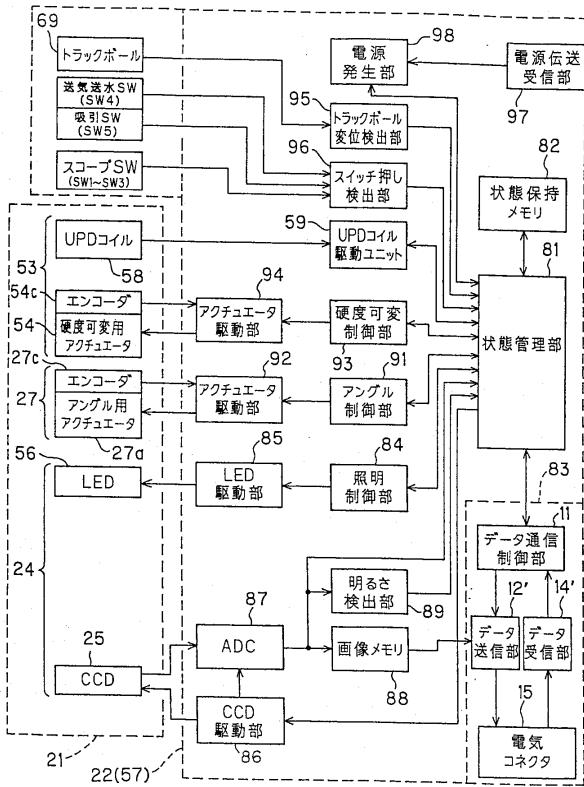 69
トラックボール
送気送水SW
(SW4)
吸引SW
(SW5)
スコープSW
(SW1~SW3)
98
電源
発生部
電源伝送
受信部
97
95
トラックボール
変位検出部
96
スイッチ押し
検出部
82
状態保持
メモリ
81
状態管理部
53
UPDコイル
58
59
UPDコイル
駆動ユニット
54c
エンコーダ
54
硬度可変用
アクチュエータ
94
アクチュエータ
駆動部
硬度可変
制御部
93
27c
エンコーダ
27
アングル用
アクチュエータ
27a
92
アクチュエータ
駆動部
91
アングル
制御部
56
LED
85
LED
駆動部
84
照明
制御部
83
11
データ通信
制御部
24
明るさ
検出部
89
12'
データ
送信部
14'
データ
受信部
87
ADC
画像メモリ
88
25
CCD
CCD
駆動部
86
15
電気
コネクタ
21
22(57)